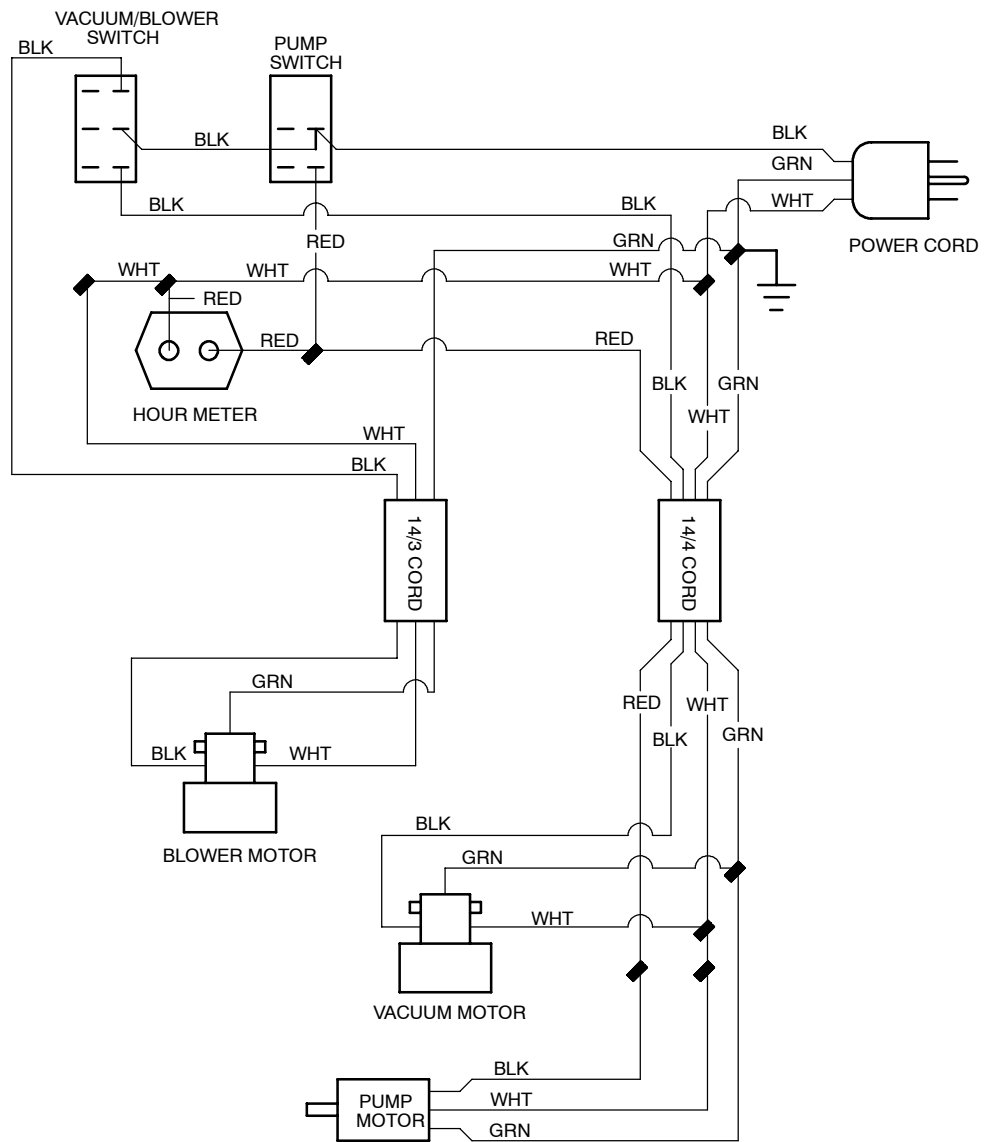 VACUUM/BLOWER
SWITCH
BLK
PUMP
SWITCH
BLK
BLK
GRN
WHT
POWER CORD
BLK
BLK
RED
GRN
WHT
WHT
WHT
RED
RED
RED
HOUR METER
BLK
GRN
WHT
WHT
BLK
14/3 CORD
14/4 CORD
GRN
RED
WHT
BLK
GRN
BLK
WHT
BLOWER MOTOR
BLK
GRN
WHT
VACUUM MOTOR
BLK
PUMP
MOTOR
WHT
GRN